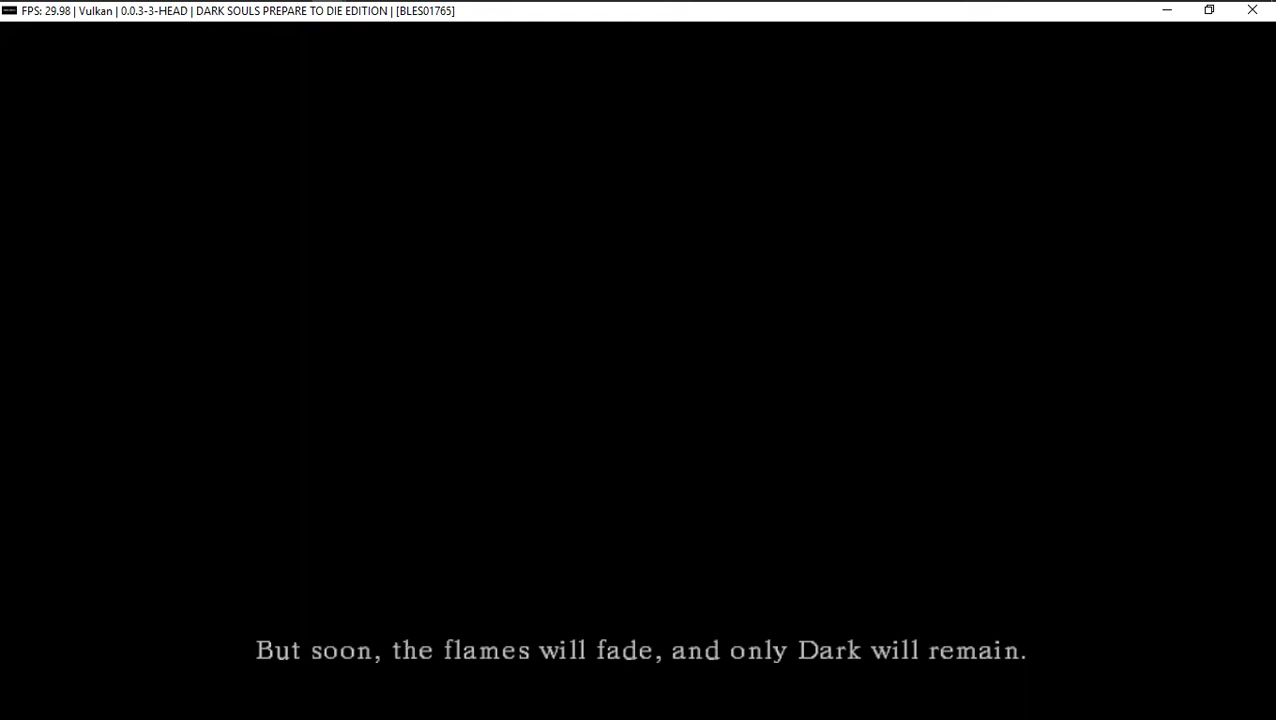 FPS: 29.98 | Vulkan | 0.0.3-3-HEAD | DARK SOULS PREPARE TO DIE EDITION | [BLES01765]
But soon, the flames will fade, and only Dark will remain.